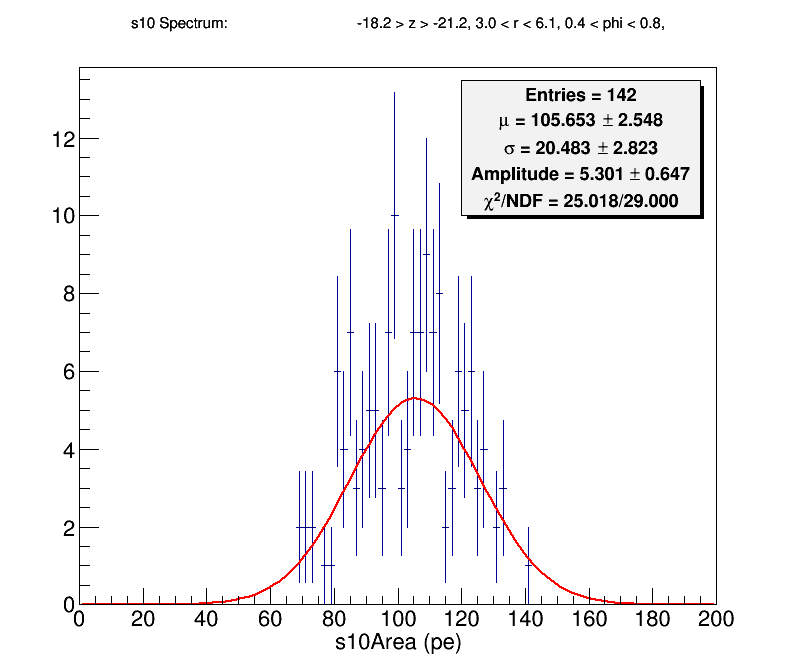 s10 Spectrum: -18.2 > z > -21.2, 3.0 < r < 6.1, 0.4 < phi < 0.8,
Entries = 142
μ = 105.653 ± 2.548
σ = 20.483 ± 2.823
Amplitude = 5.301 ± 0.647
χ²/NDF = 25.018/29.000
12
10
8
6
4
2
0
0 20 40 60 80 100 120 140 160 180 200
s10Area (pe)